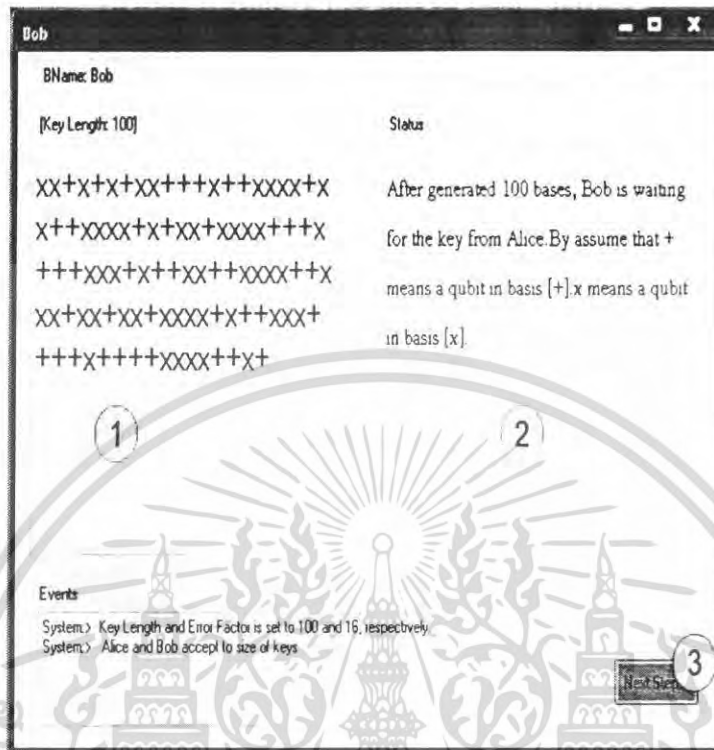 Bob
BName: Bob
[Key Length: 100]
Status
xx+x+x+xx+++x++xxxx+x
x++xxxx+x+xx+xxxx+++x
+++xxx+x++xx++xxxx++x
xx+xx+xx+xxxx+x++xxx+
+++x++++xxxx++x+
After generated 100 bases, Bob is waiting
for the key from Alice.By assume that +
means a qubit in basis [+].x means a qubit
in basis [x].
1
2
Events
System:> Key Length and Error Factor is set to 100 and 16, respectively.
System:> Alice and Bob accept to size of keys
3
Next Step